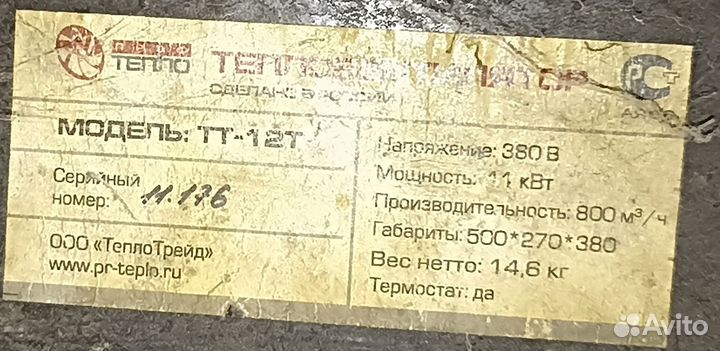 ТЕПЛО
СДЕЛАНО В РОССИИ
МОДЕЛЬ: ТТ-12Т
Серийный
номер: 11.176
ООО «ТеплоТрейд»
www.pr-teplo.ru
Напряжение: 380 В
Мощность: 11 кВт
Производительность: 800 м³/ч
Габариты: 500*270*380
Вес нетто: 14,6 кг
Термостат: да
Avito